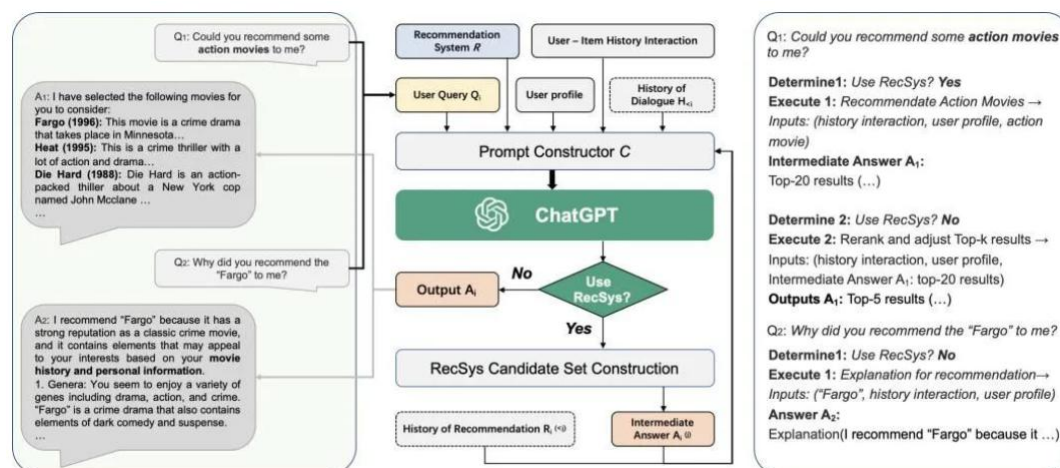 Q1: Could you recommend some
action movies to me?
A1: I have selected the following movies for
you to consider:
Fargo (1996): This movie is a crime drama
that takes place in Minnesota…
Heat (1995): This is a crime thriller with a
lot of action and drama…
Die Hard (1988): Die Hard is an action-
packed thiller about a New York cop
named John Mcclane …
…
Q2: Why did you recommend the
“Fargo” to me?
A2: I recommend “Fargo” because it has a
strong reputation as a classic crime movie,
and it contains elements that may appeal
to your interests based on your movie
history and personal information.
1. Genera: You seem to enjoy a variety of
genes including drama, action, and crime.
“Fargo” is a crime drama that also contains
elements of dark comedy and suspense.
…
Recommendation
System R
User – Item History Interaction
User Query Qi
User profile
History of
Dialogue H<i
Prompt Constructor C
ChatGPT
Use
RecSys?
No
Output Ai
Yes
RecSys Candidate Set Construction
History of Recommendation Ri (<j)
Intermediate
Answer Ai (j)
Q1: Could you recommend some action movies
to me?
Determine1: Use RecSys? Yes
Execute 1: Recommendate Action Movies →
Inputs: (history interaction, user profile, action
movie)
Intermediate Answer A1:
Top-20 results (…)
Determine 2: Use RecSys? No
Execute 2: Rerank and adjust Top-k results →
Inputs: (history interaction, user profile,
Intermediate Answer A1: top-20 results)
Outputs A1: Top-5 results (…)
Q2: Why did you recommend the “Fargo” to me?
Determine1: Use RecSys? No
Execute 1: Explanation for recommendation→
Inputs: (“Fargo”, history interaction, user profile)
Answer A2:
Explanation(I recommend “Fargo” because it …)